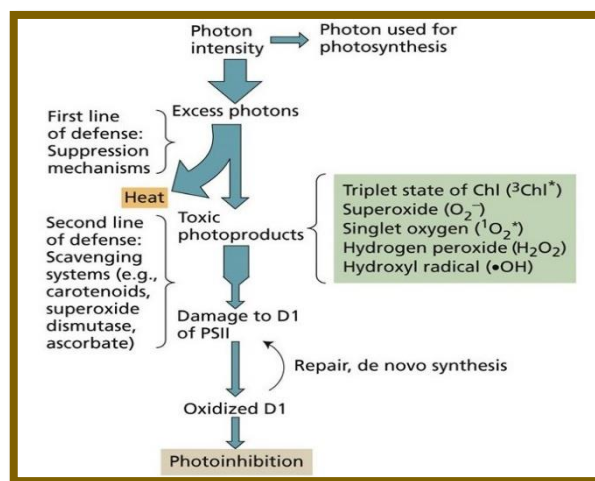 Photon
intensity
Photon used for
photosynthesis
Excess photons
First line
of defense:
Suppression
mechanisms
Heat
Toxic
photoproducts
Triplet state of Chl (³Chl*)
Superoxide (O₂⁻)
Singlet oxygen (¹O₂*)
Hydrogen peroxide (H₂O₂)
Hydroxyl radical (•OH)
Second line
of defense:
Scavenging
systems (e.g.,
carotenoids,
superoxide
dismutase,
ascorbate)
Damage to D1
of PSII
Repair, de novo synthesis
Oxidized D1
Photoinhibition